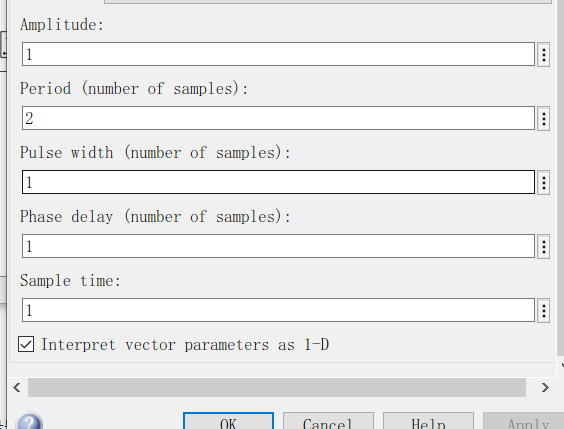 Amplitude:
1
Period (number of samples):
2
Pulse width (number of samples):
1
Phase delay (number of samples):
1
Sample time:
1
Interpret vector parameters as 1-D
OK Cancel Help Apply